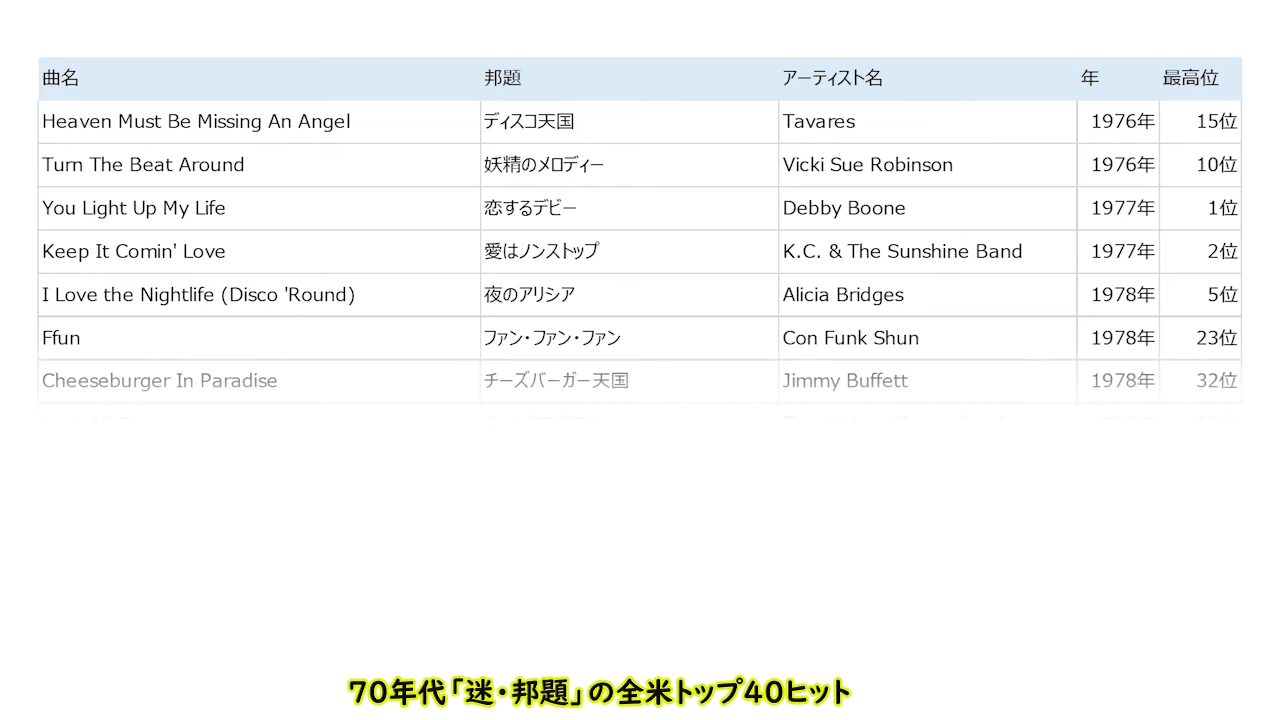 曲名 邦題 アーティスト名 年 最高位
Heaven Must Be Missing An Angel ディスコ天国 Tavares 1976年 15位
Turn The Beat Around 妖精のメロディー Vicki Sue Robinson 1976年 10位
You Light Up My Life 恋するデビー Debby Boone 1977年 1位
Keep It Comin' Love 愛はノンストップ K.C. & The Sunshine Band 1977年 2位
I Love the Nightlife (Disco 'Round) 夜のアリシア Alicia Bridges 1978年 5位
Ffun ファン・ファン・ファン Con Funk Shun 1978年 23位
Cheeseburger In Paradise チーズバーガー天国 Jimmy Buffett 1978年 32位
70年代「迷・邦題」の全米トップ40ヒット